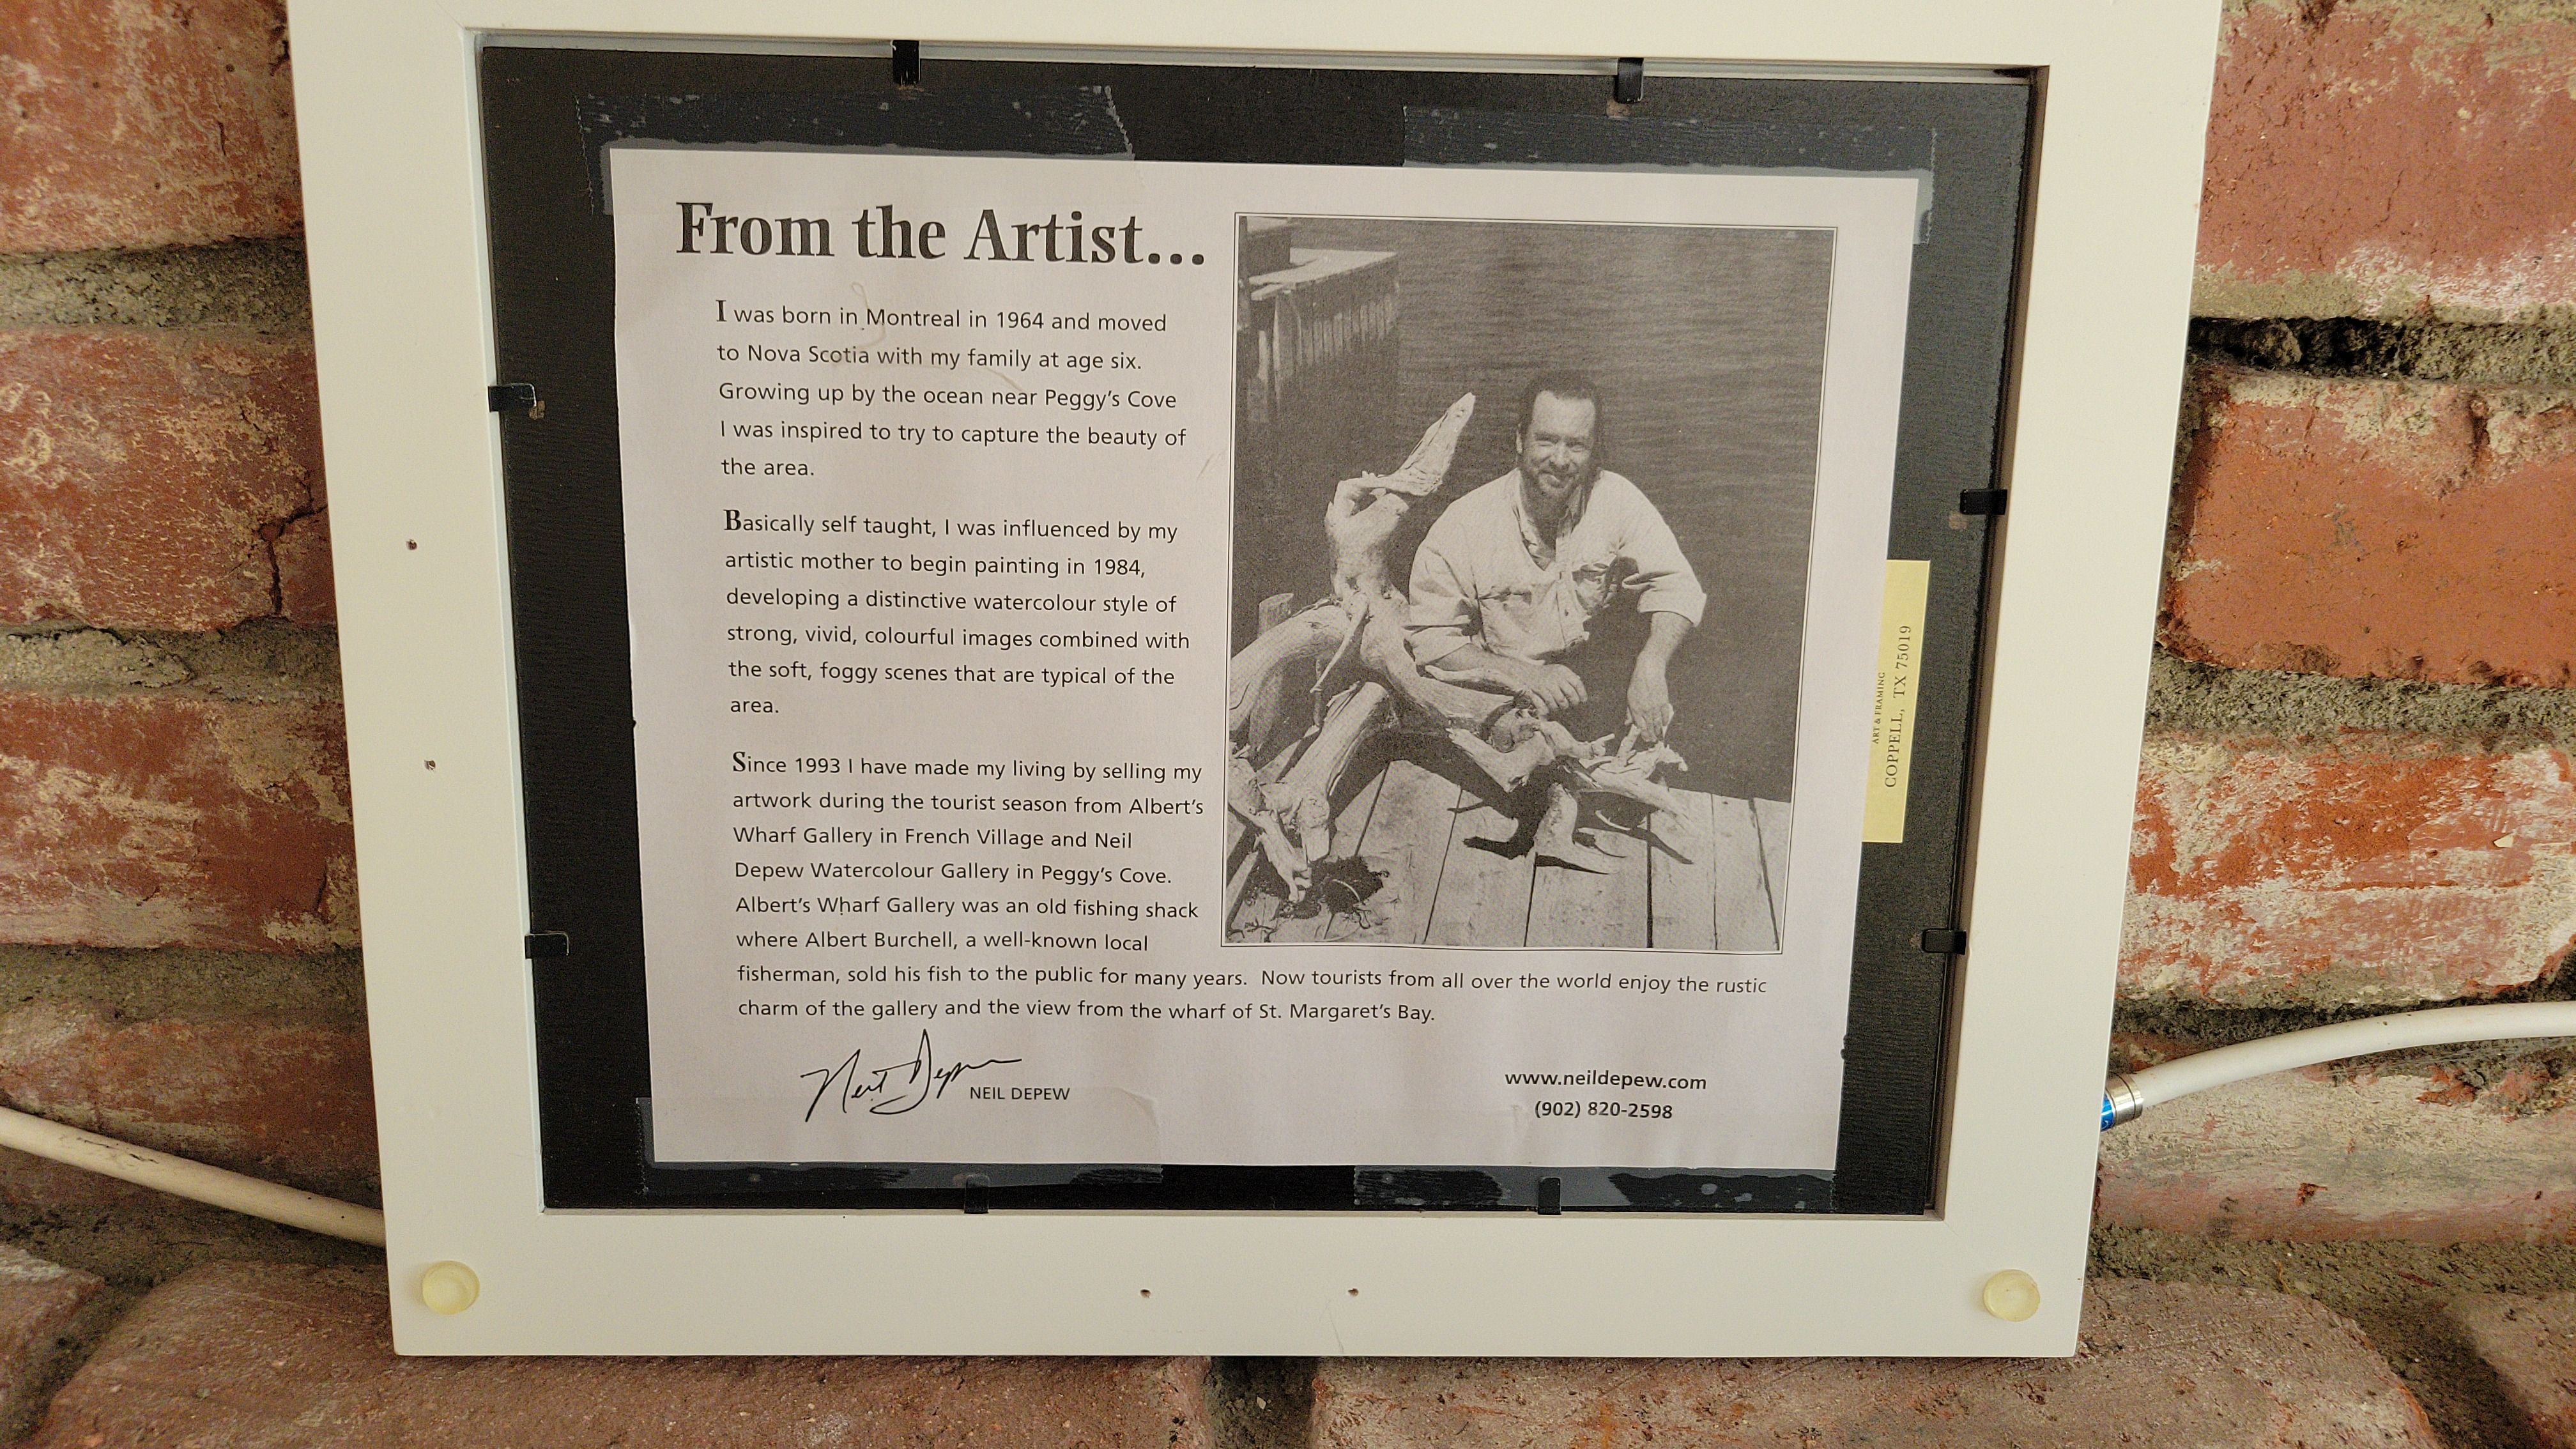 From the Artist...
I was born in Montreal in 1964 and moved
to Nova Scotia with my family at age six.
Growing up by the ocean near Peggy's Cove
I was inspired to try to capture the beauty of
the area.
Basically self taught, I was influenced by my
artistic mother to begin painting in 1984,
developing a distinctive watercolour style of
strong, vivid, colourful images combined with
the soft, foggy scenes that are typical of the
area.
Since 1993 I have made my living by selling my
artwork during the tourist season from Albert's
Wharf Gallery in French Village and Neil
Depew Watercolour Gallery in Peggy's Cove.
Albert's Wharf Gallery was an old fishing shack
where Albert Burchell, a well-known local
fisherman, sold his fish to the public for many years. Now tourists from all over the world enjoy the rustic
charm of the gallery and the view from the wharf of St. Margaret's Bay.
Neil Depew
NEIL DEPEW
www.neildepew.com
(902) 820-2598
ART & FRAMING
COPPELL, TX 75019